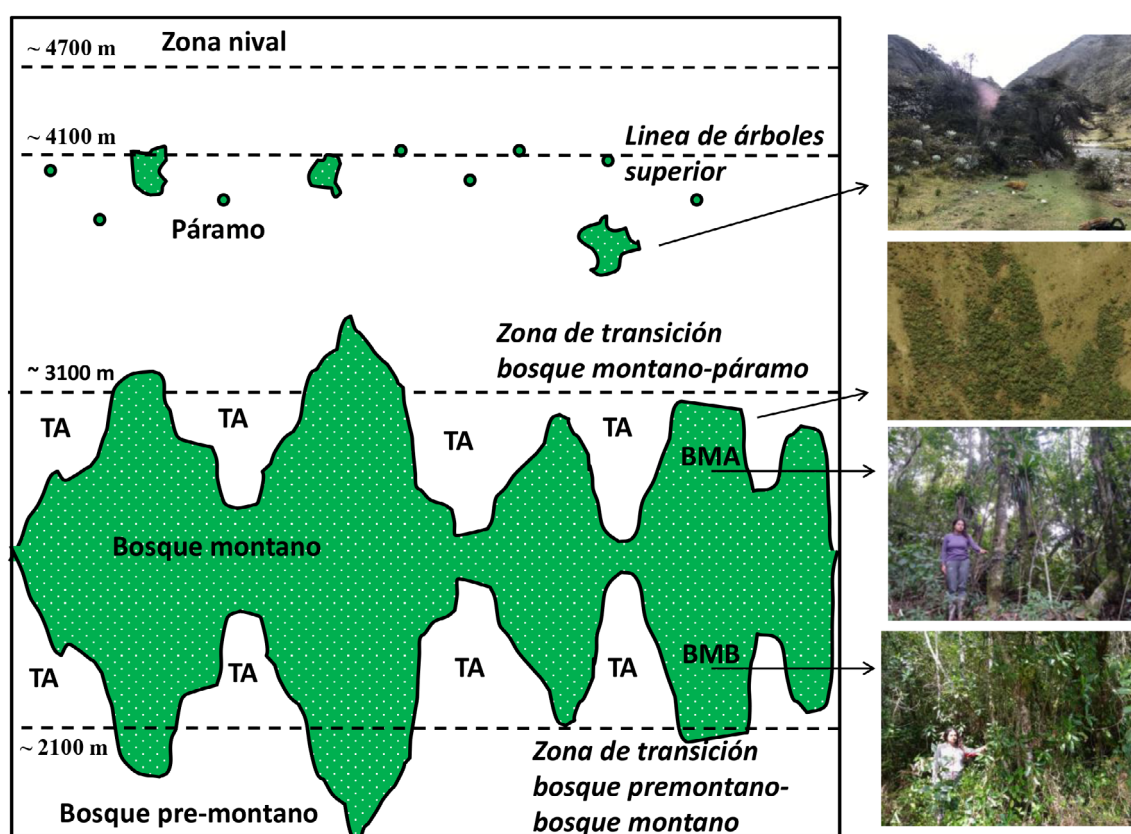 ~ 4700 m
Zona nival
~ 4100 m
Linea de árboles
superior
Páramo
Zona de transición
bosque montano-páramo
~ 3100 m
TA
TA
TA
TA
BMA
Bosque montano
TA
TA
TA
TA
BMB
~ 2100 m
Zona de transición
bosque premontano-
bosque montano
Bosque pre-montano